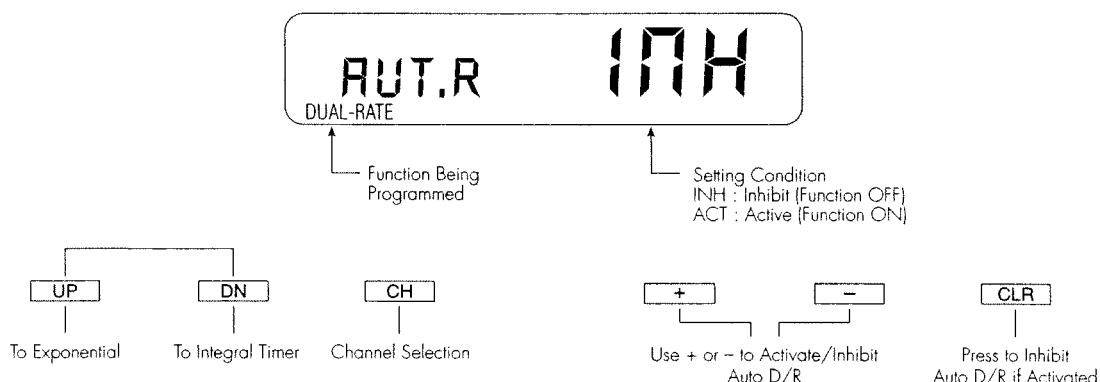 AUT.R INH
DUAL-RATE
Function Being
Programmed
Setting Condition
INH : Inhibit (Function OFF)
ACT : Active (Function ON)
UP DN CH + – CLR
To Exponential
To Integral Timer
Channel Selection
Use + or – to Activate/Inhibit
Auto D/R
Press to Inhibit
Auto D/R if Activated